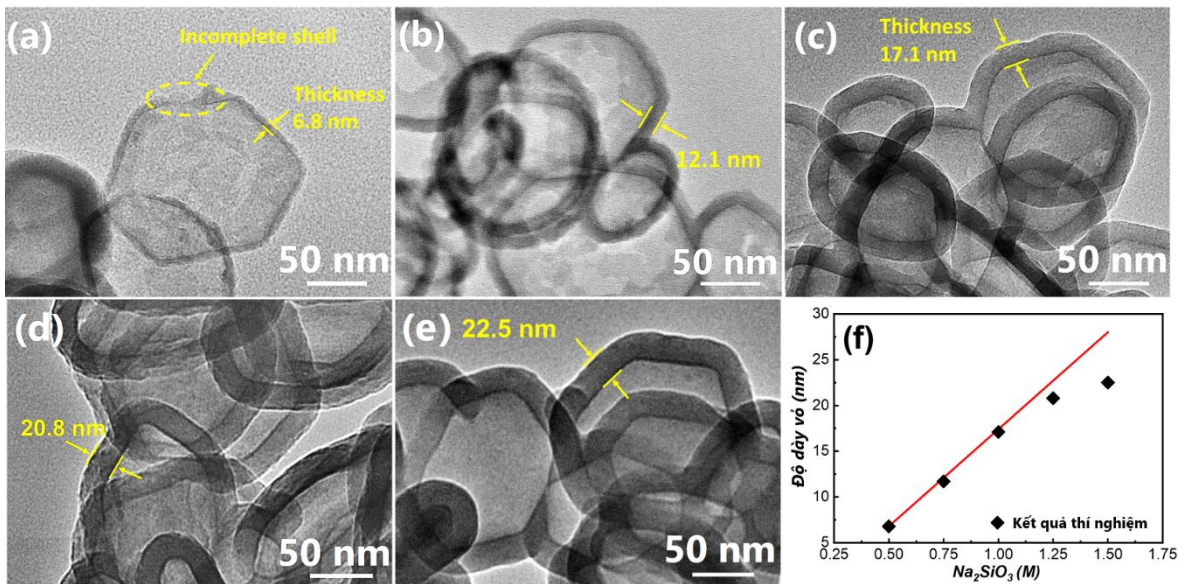 (a)
Incomplete shell
Thickness
6.8 nm
50 nm
(b)
12.1 nm
50 nm
(c)
Thickness
17.1 nm
50 nm
(d)
20.8 nm
50 nm
(e)
22.5 nm
50 nm
(f)
Độ dày vỏ (nm)
30
25
20
15
10
5
Kết quả thí nghiệm
0.25 0.50 0.75 1.00 1.25 1.50 1.75
Na₂SiO₃ (M)